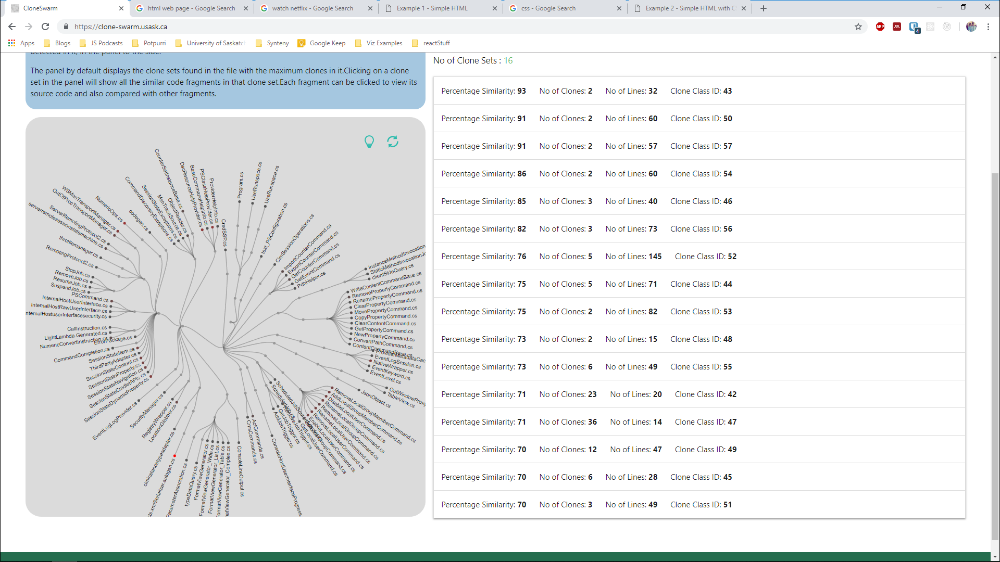 CloneSwarm
html web page - Google Search
watch netflix - Google Search
Example 1 - Simple HTML
css - Google Search
Example 2 - Simple HTML with C
https://clone-swarm.usask.ca
ABP
4
Apps
Blogs
JS Podcasts
Potpurri
University of Saskatc
Synteny
Google Keep
Viz Examples
reactStuff
detected in it, in the panel to the side.
The panel by default displays the clone sets found in the file with the maximum clones in it.Clicking on a clone
set in the panel will show all the similar code fragments in that clone set.Each fragment can be clicked to view its
source code and also compared with other fragments.
No of Clone Sets : 16
Percentage Similarity: 93 No of Clones: 2 No of Lines: 32 Clone Class ID: 43
Percentage Similarity: 91 No of Clones: 2 No of Lines: 60 Clone Class ID: 50
Percentage Similarity: 91 No of Clones: 2 No of Lines: 57 Clone Class ID: 57
Percentage Similarity: 86 No of Clones: 2 No of Lines: 60 Clone Class ID: 54
Percentage Similarity: 85 No of Clones: 3 No of Lines: 40 Clone Class ID: 46
Percentage Similarity: 82 No of Clones: 3 No of Lines: 73 Clone Class ID: 56
Percentage Similarity: 76 No of Clones: 5 No of Lines: 145 Clone Class ID: 52
Percentage Similarity: 75 No of Clones: 5 No of Lines: 71 Clone Class ID: 44
Percentage Similarity: 75 No of Clones: 2 No of Lines: 82 Clone Class ID: 53
Percentage Similarity: 73 No of Clones: 2 No of Lines: 15 Clone Class ID: 48
Percentage Similarity: 73 No of Clones: 6 No of Lines: 49 Clone Class ID: 55
Percentage Similarity: 71 No of Clones: 23 No of Lines: 20 Clone Class ID: 42
Percentage Similarity: 71 No of Clones: 36 No of Lines: 14 Clone Class ID: 47
Percentage Similarity: 70 No of Clones: 12 No of Lines: 47 Clone Class ID: 49
Percentage Similarity: 70 No of Clones: 6 No of Lines: 28 Clone Class ID: 45
Percentage Similarity: 70 No of Clones: 3 No of Lines: 49 Clone Class ID: 51
Program.cs
UseRunspace.cs
UseRunspace.cs
test_PSConfiguration.cs
CimSessionOperations.cs
ImportCounterCommand.cs
ExportCounterCommand.cs
GetCounterCommand.cs
GetEventCommand.cs
PdhHelper.cs
InstanceMethodInvocation
StaticMethodInvocationJo
clientSideQuery.cs
WriteContentCommandBase.cs
RemovePropertyCommand.cs
RenamePropertyCommand.cs
ClearPropertyCommand.cs
MovePropertyCommand.cs
CopyPropertyCommand.cs
ClearContentCommand.cs
GetPropertyCommand.cs
NewPropertyCommand.cs
ConvertPathCommand.cs
ContentCommandBase.cs
ProviderMetadataCac
EventLogSession.cs
NativeWrapper.cs
EventKeyword.cs
EventLevel.cs
OutWindowProxy
TableView.cs
JsonObject.cs
RemoveLocalGroupMemberCommand.cs
AddLocalGroupMemberCommand.cs
DisableLocalUserCommand.cs
RenameLocalGroupCommand.cs
RemoveLocalGroupCommand.cs
RenameLocalUserCommand.cs
RemoveLocalUserCommand.cs
EnableLocalUserCommand.cs
GetLocalUserCommand.cs
GetJobTrigger.cs
AddJobTrigger.cs
ConsoleHostUserInterfaceProgress
AclCommands.cs
CmsCommands.cs
ConsoleLineOutput.cs
matViewGenerator_Complex.cs
FormatViewGenerator_Table.cs
FormatViewGenerator_List.cs
FormatViewGenerator_Wide.cs
FormatViewGenerator.cs
typeDataQuery.cs
ParameterAssociation.cs
cts.xmlSerializer.autogen.cs
ciminstancetypeadapter.cs
LocationGlobber.cs
RegistryWrapper.cs
SecurityManager.cs
EventLogLogProvider.cs
SessionStateDynamicProperty.cs
SessionStateCmdletAPIs.cs
SessionStateNavigation.cs
SessionStateProperty.cs
SessionStateContent.cs
ThirdPartyAdapter.cs
SessionStateItem.cs
CommandCompletion.cs
ErrorPackage.cs
NumericConvertInstruction.cs
LightLambda.Generated.cs
CallInstruction.cs
nternalHostuserInterfacesecurity.cs
InternalHostRawUserInterface.cs
InternalHostUserInterface.cs
PSCommand.cs
SuspendJob.cs
ResumeJob.cs
RemoveJob.cs
StopJob.cs
RemotingProtocol2.cs
throttlemanager.cs
serverremotesessionstatemachine.cs
ServerRemotingProtocol2.cs
OutOfProcTransportManager.cs
WSManTransportManager.cs
NumericOps.cs
codegen.cs
CommandDiscoveryExceptions.cs
SessionStateExceptions.cs
MshTraceSource.cs
ObjectReader.cs
CounterSetInstanceBase.cs
DscResourceHelpProvider.cs
BaseCommandHelpInfo.cs
PSClassHelpProvider.cs
ProviderHelpInfo.cs
CredSSP.cs